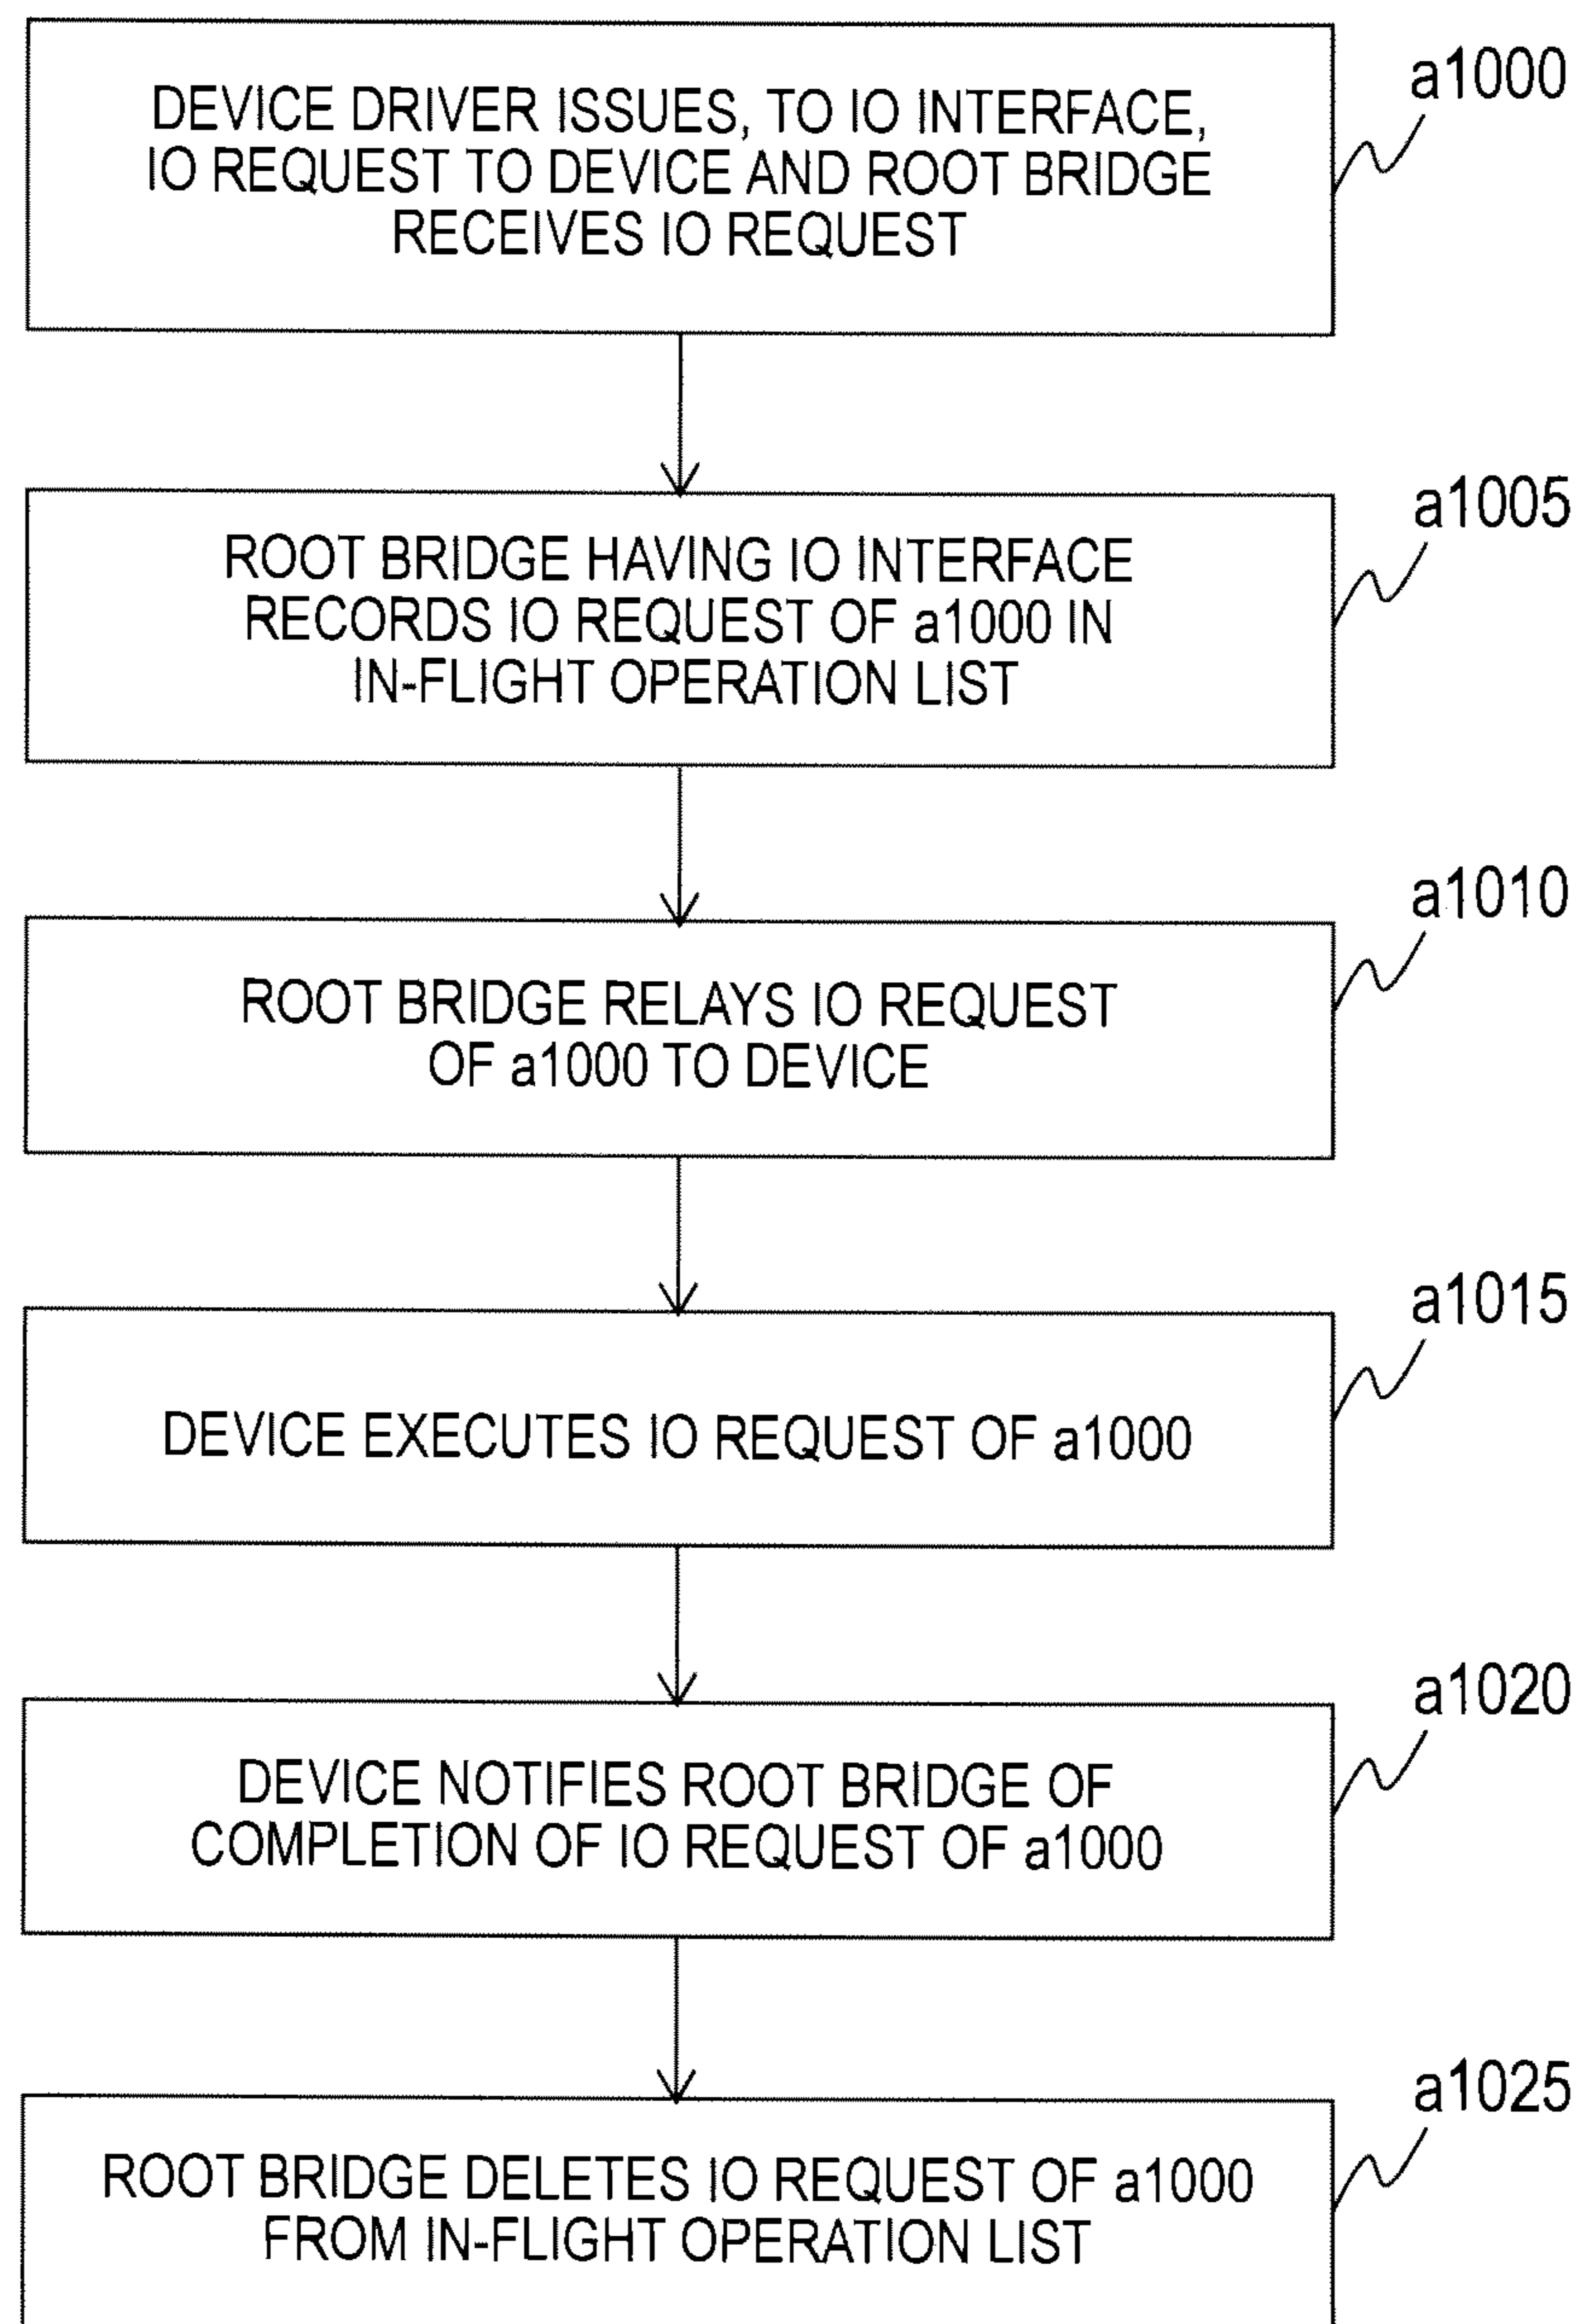 DEVICE DRIVER ISSUES, TO IO INTERFACE,
IO REQUEST TO DEVICE AND ROOT BRIDGE
RECEIVES IO REQUEST
a1000
ROOT BRIDGE HAVING IO INTERFACE
RECORDS IO REQUEST OF a1000 IN
IN-FLIGHT OPERATION LIST
a1005
ROOT BRIDGE RELAYS IO REQUEST
OF a1000 TO DEVICE
a1010
DEVICE EXECUTES IO REQUEST OF a1000
a1015
DEVICE NOTIFIES ROOT BRIDGE OF
COMPLETION OF IO REQUEST OF a1000
a1020
ROOT BRIDGE DELETES IO REQUEST OF a1000
FROM IN-FLIGHT OPERATION LIST
a1025